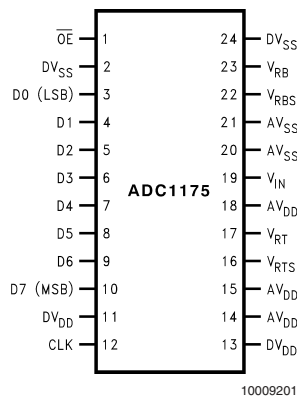 OE 1 24 DVSS
DVSS 2 23 VRB
D0 (LSB) 3 22 VRBS
D1 4 21 AVSS
D2 5 20 AVSS
D3 6 19 VIN
ADC1175
D4 7 18 AVDD
D5 8 17 VRT
D6 9 16 VRTS
D7 (MSB) 10 15 AVDD
DVDD 11 14 AVDD
CLK 12 13 DVDD
10009201